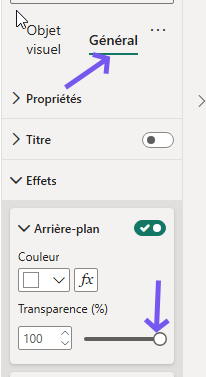 Objet
visuel
Général
...
Propriétés
Titre
Effets
Arrière-plan
Couleur
fx
Transparence (%)
100